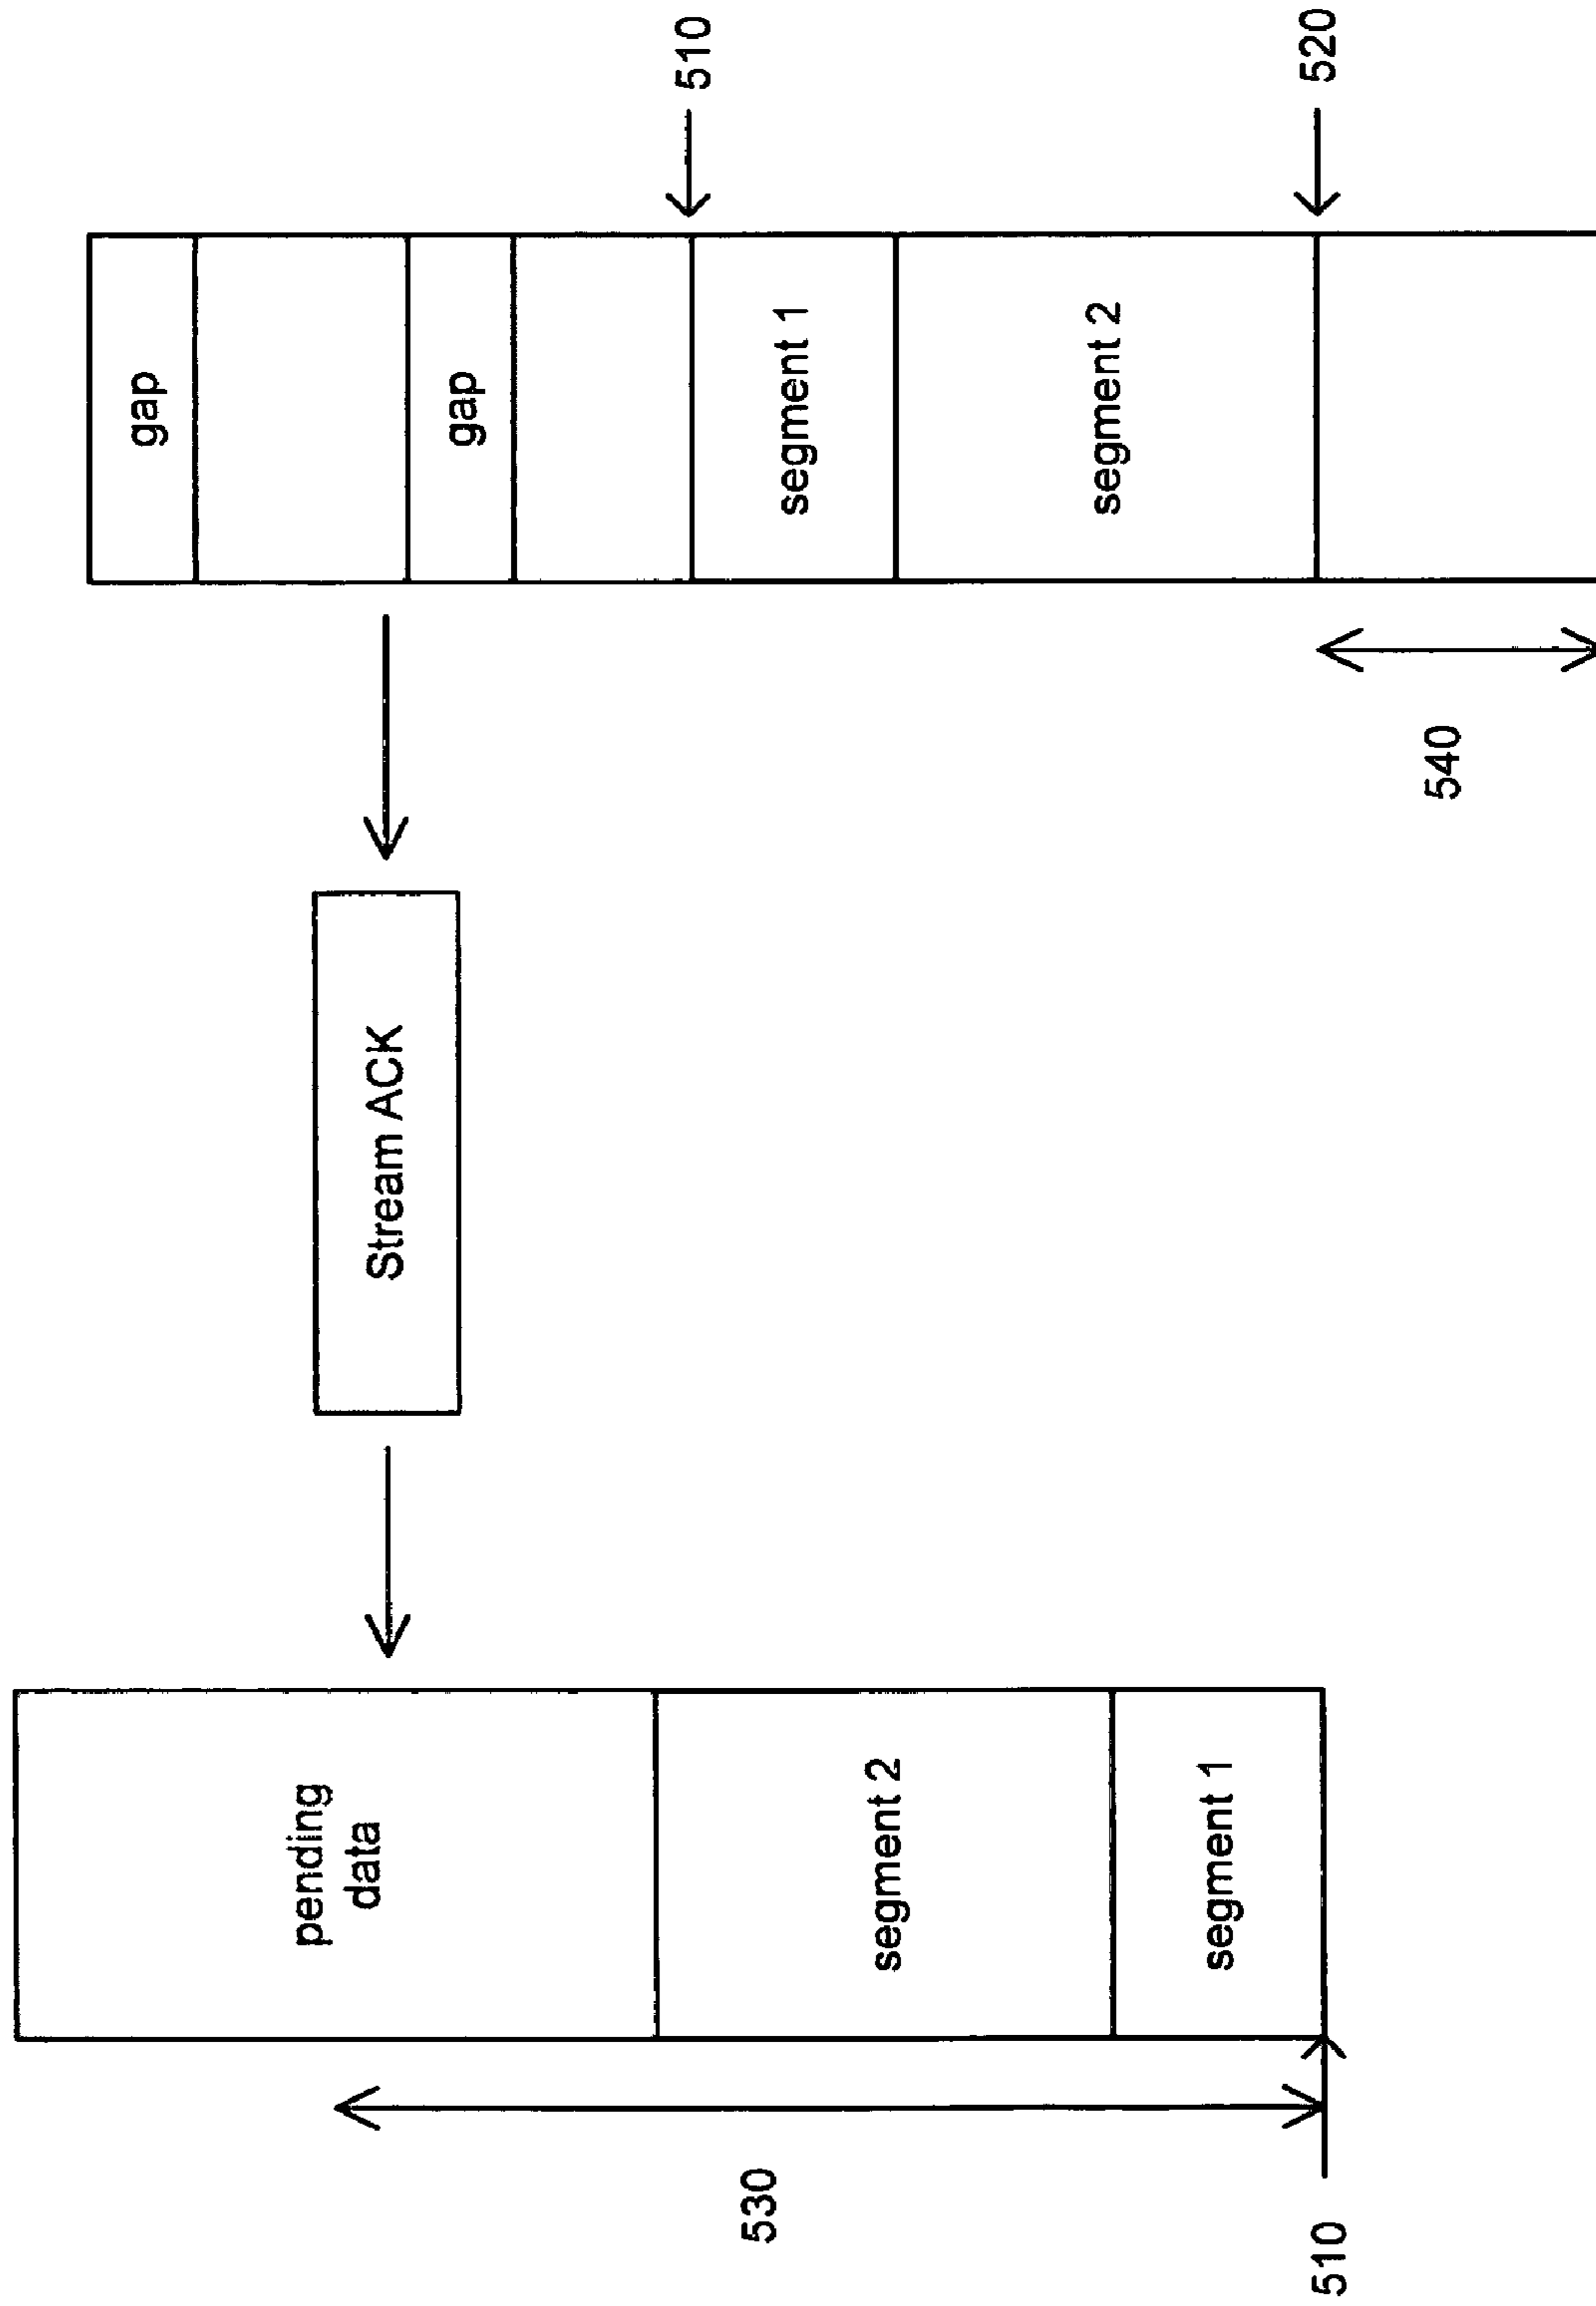 pending
data
segment 2
segment 1
530
510
Stream ACK
gap
gap
segment 1
segment 2
510
520
540